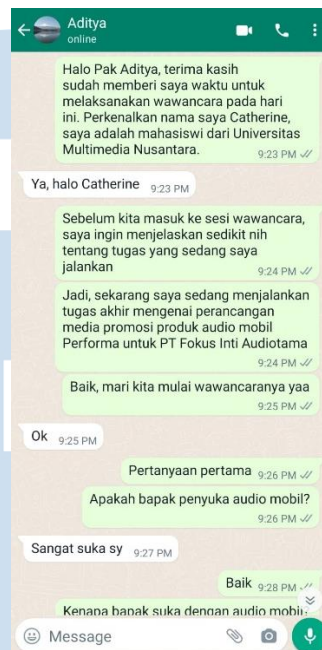 Aditya
online
Halo Pak Aditya, terima kasih
sudah memberi saya waktu untuk
melaksanakan wawancara pada hari
ini. Perkenalkan nama saya Catherine,
saya adalah mahasiswi dari Universitas
Multimedia Nusantara.
9:23 PM
Ya, halo Catherine 9:23 PM
Sebelum kita masuk ke sesi wawancara,
saya ingin menjelaskan sedikit nih
tentang tugas yang sedang saya
jalankan
9:24 PM
Jadi, sekarang saya sedang menjalankan
tugas akhir mengenai perancangan
media promosi produk audio mobil
Performa untuk PT Fokus Inti Audiotama
9:24 PM
Baik, mari kita mulai wawancaranya yaa
9:25 PM
Ok 9:25 PM
Pertanyaan pertama 9:26 PM
Apakah bapak penyuka audio mobil?
9:26 PM
Sangat suka sy 9:27 PM
Baik 9:28 PM
Kenapa bapak suka dengan audio mobil?
Message